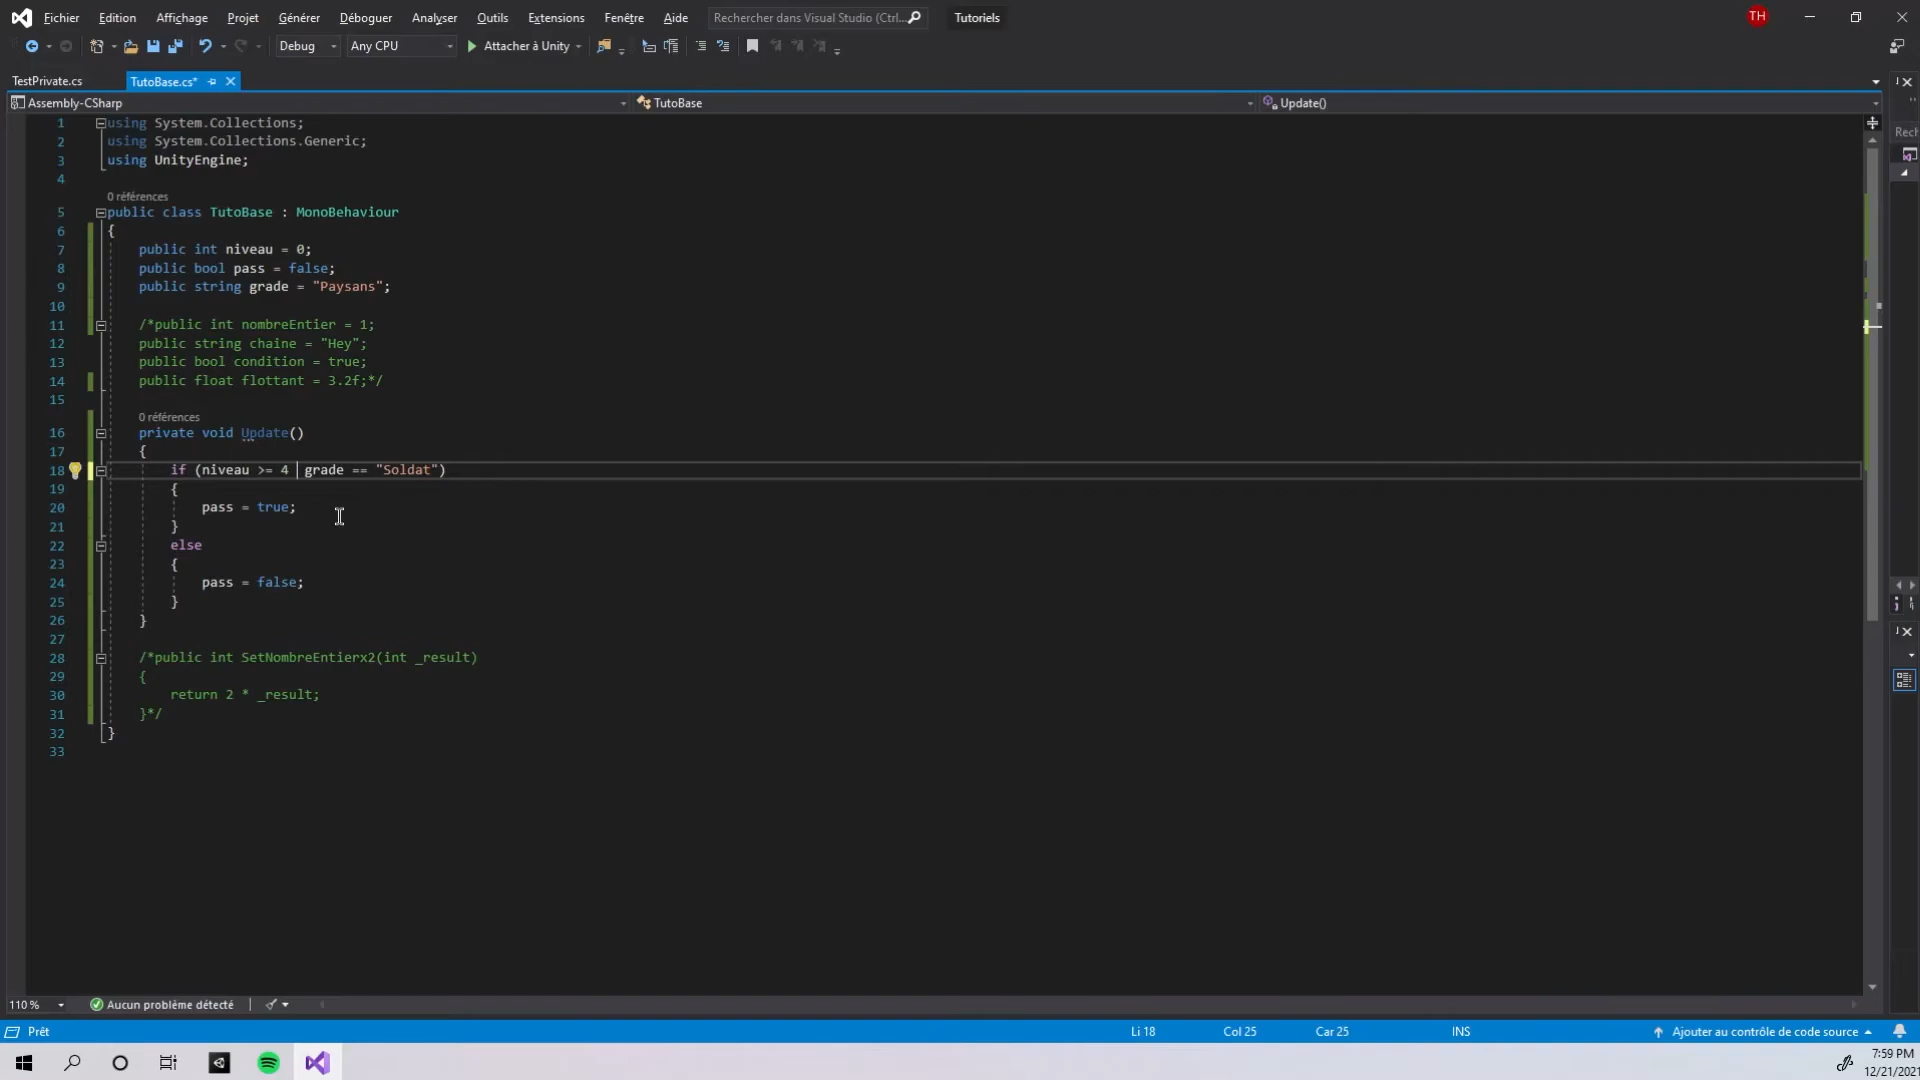 Fichier Edition Affichage Projet Générer Déboguer Analyser Outils Extensions Fenêtre Aide Rechercher dans Visual Studio (Ctrl... Tutoriels TH
Debug Any CPU Attacher à Unity
TestPrivate.cs TutoBase.cs*
Assembly-CSharp TutoBase Update()
1 using System.Collections;
2 using System.Collections.Generic;
3 using UnityEngine;
4
0 références
5 public class TutoBase : MonoBehaviour
6 {
7 public int niveau = 0;
8 public bool pass = false;
9 public string grade = "Paysans";
10
11 /*public int nombreEntier = 1;
12 public string chaine = "Hey";
13 public bool condition = true;
14 public float flottant = 3.2f;*/
15
0 références
16 private void Update()
17 {
18 if (niveau >= 4 grade == "Soldat")
19 {
20 pass = true;
21 }
22 else
23 {
24 pass = false;
25 }
26 }
27
28 /*public int SetNombreEntierx2(int _result)
29 {
30 return 2 * _result;
31 }*/
32 }
33
Rech
110 % Aucun problème détecté
Prêt Li 18 Col 25 Car 25 INS Ajouter au contrôle de code source
7:59 PM
12/21/2021